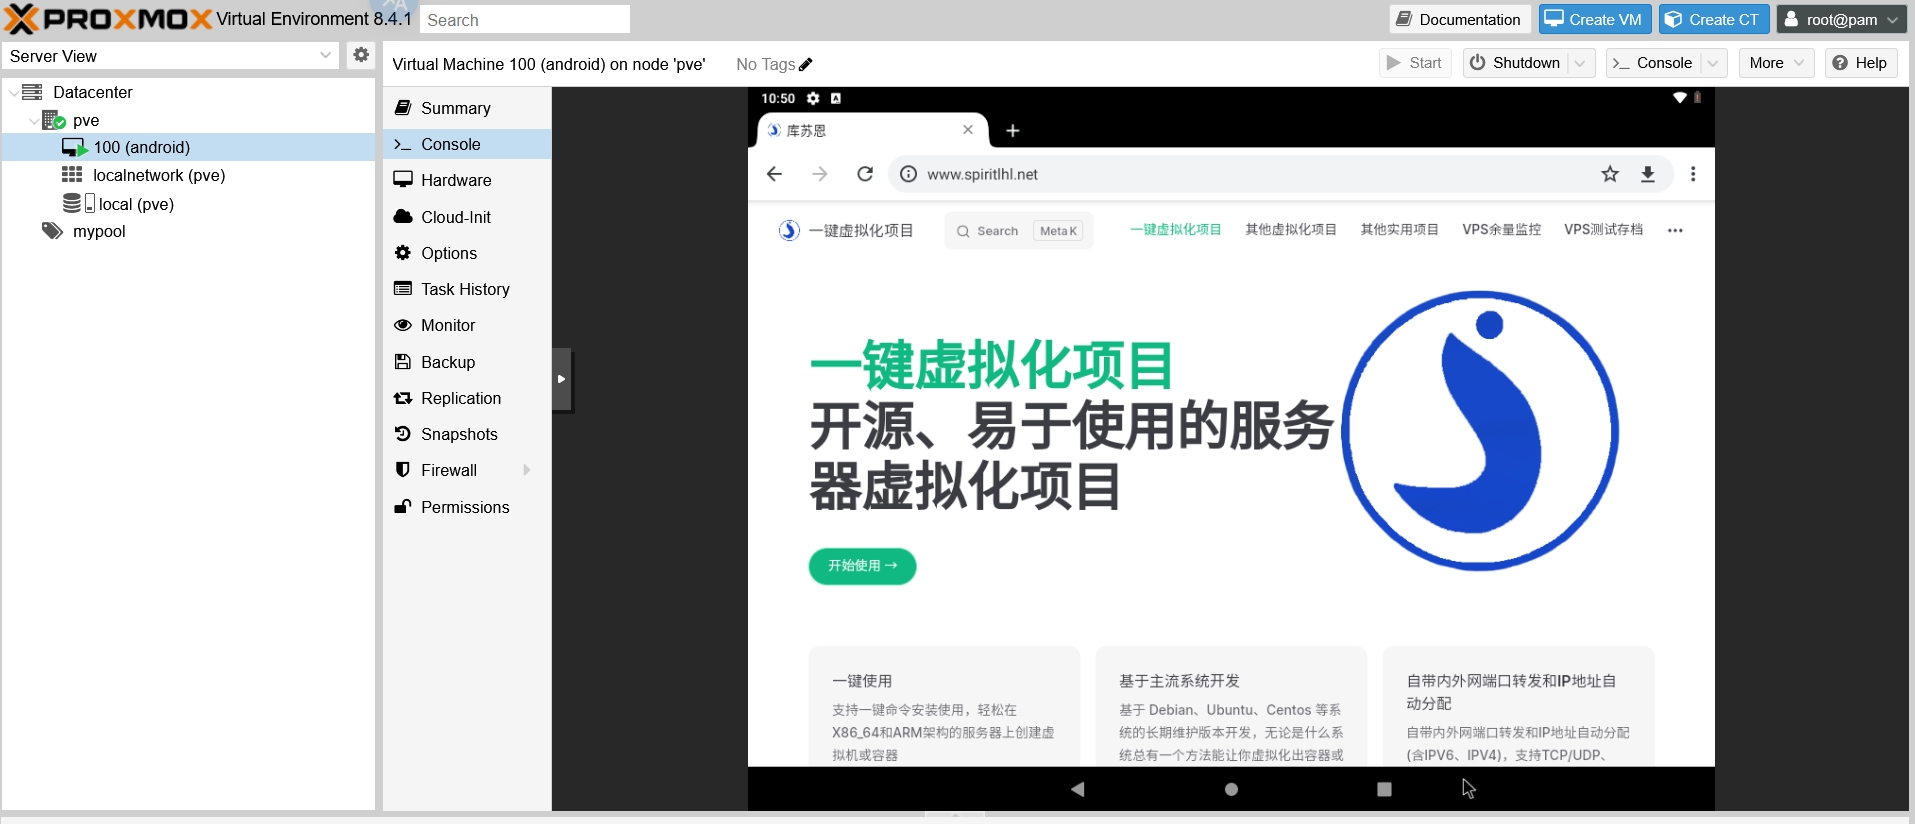 PROXMOX Virtual Environment 8.4.1 Search Documentation Create VM Create CT root@pam
Server View
Virtual Machine 100 (android) on node 'pve' No Tags Start Shutdown Console More Help
Datacenter
pve
100 (android)
localnetwork (pve)
local (pve)
mypool
Summary
Console
Hardware
Cloud-Init
Options
Task History
Monitor
Backup
Replication
Snapshots
Firewall
Permissions
10:50
库苏恩
www.spiritlhl.net
一键虚拟化项目 Search Meta K 一键虚拟化项目 其他虚拟化项目 其他实用项目 VPS余量监控 VPS测试存档
一键虚拟化项目
开源、易于使用的服务
器虚拟化项目
开始使用 →
一键使用
支持一键命令安装使用，轻松在
X86_64和ARM架构的服务器上创建虚
拟机或容器
基于主流系统开发
基于 Debian、Ubuntu、Centos 等系
统的长期维护版本开发，无论是什么系
统总有一个方法能让你虚拟化出容器或
自带内外网端口转发和IP地址自
动分配
自带内外网端口转发和IP地址自动分配
(含IPV6、IPV4)，支持TCP/UDP、